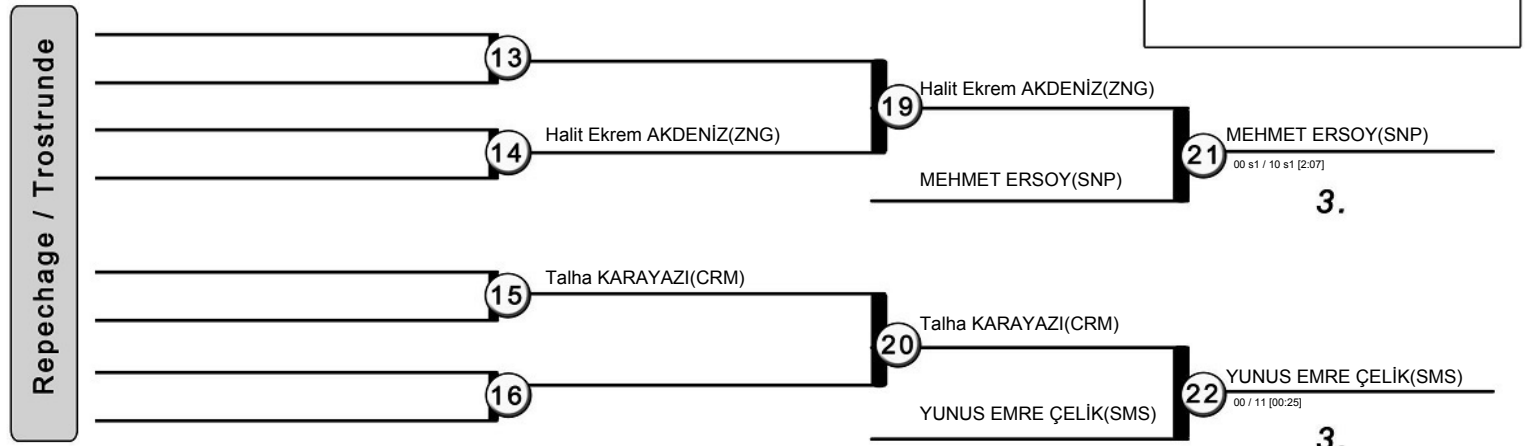 Repechage / Trostrunde
13
Halit Ekrem AKDENİZ(ZNG)
19
Halit Ekrem AKDENİZ(ZNG)
14
MEHMET ERSOY(SNP)
21
00 s1 / 10 s1 [2:07]
MEHMET ERSOY(SNP)
3.
Talha KARAYAZI(CRM)
15
Talha KARAYAZI(CRM)
20
YUNUS EMRE ÇELİK(SMS)
16
22
00 / 11 [00:25]
YUNUS EMRE ÇELİK(SMS)
3.